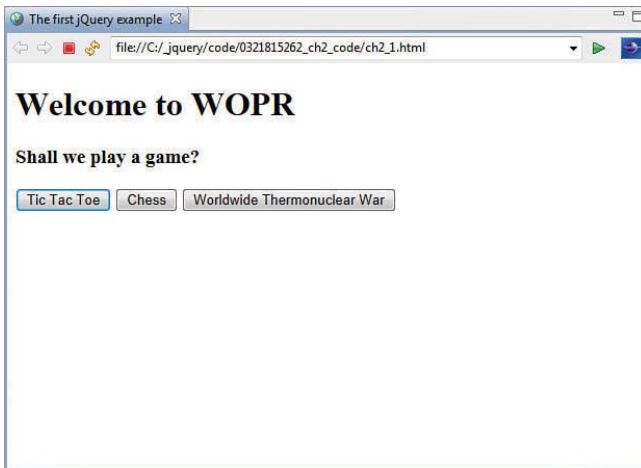 The first jQuery example
file://C:/_jquery/code/0321815262_ch2_code/ch2_1.html
Welcome to WOPR
Shall we play a game?
Tic Tac Toe Chess Worldwide Thermonuclear War